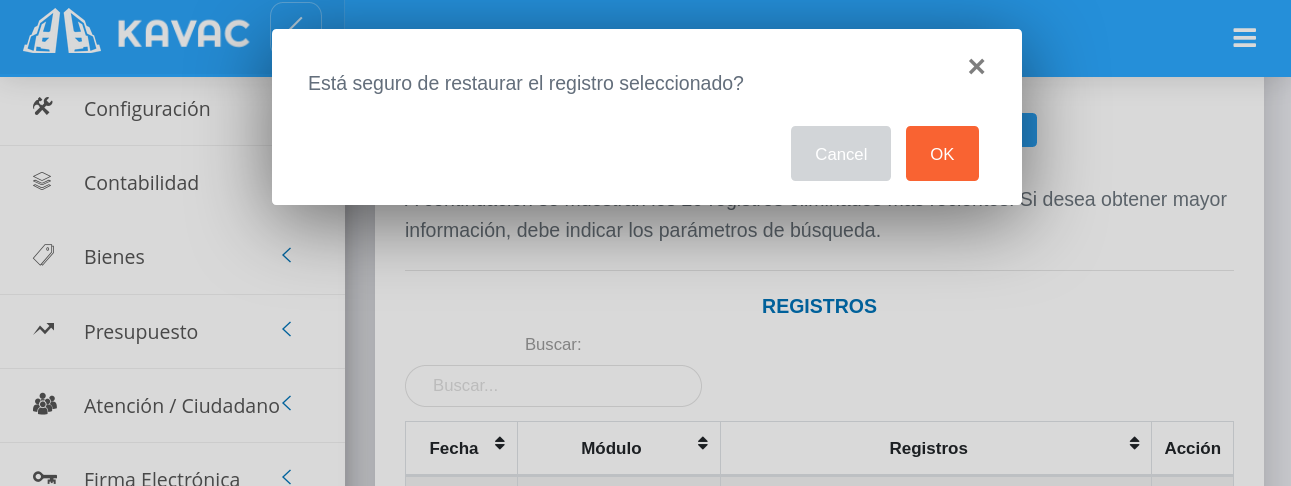 KAVAC
Está seguro de restaurar el registro seleccionado?
Cancel
OK
Configuración
Contabilidad
Bienes
Presupuesto
Atención / Ciudadano
Firma Electrónica
Si desea obtener mayor
información, debe indicar los parámetros de búsqueda.
REGISTROS
Buscar:
Buscar...
Fecha
Módulo
Registros
Acción